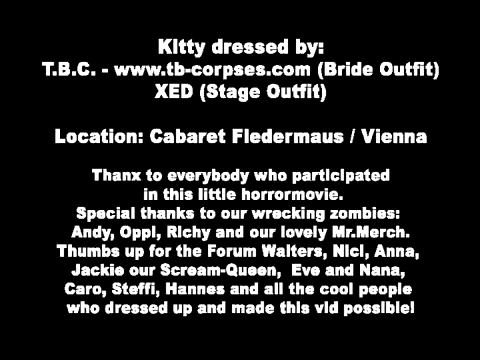 Kitty dressed by:
T.B.C. - www.tb-corpses.com (Bride Outfit)
XED (Stage Outfit)
Location: Cabaret Fledermaus / Vienna
Thanx to everybody who participated
in this little horrormovie.
Special thanks to our wrecking zombies:
Andy, Oppi, Richy and our lovely Mr.Merch.
Thumbs up for the Forum Walters, Nici, Anna,
Jackie our Scream-Queen, Eve and Nana,
Caro, Steffi, Hannes and all the cool people
who dressed up and made this vid possible!